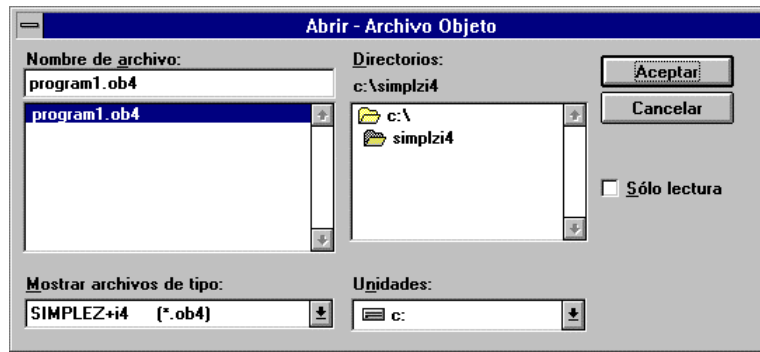 Abrir - Archivo Objeto
Nombre de archivo:
program1.ob4
program1.ob4
Mostrar archivos de tipo:
SIMPLEZ+i4 (*.ob4)
Directorios:
c:\simplzi4
c:\
simplzi4
Unidades:
c:
Aceptar
Cancelar
Sólo lectura